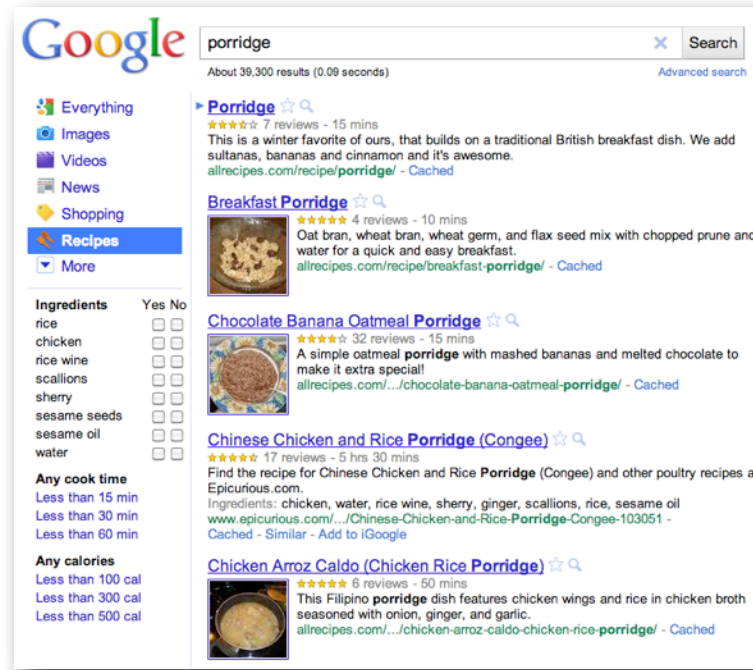 Google
porridge
Search
About 39,300 results (0.09 seconds)
Advanced search
Everything
Images
Videos
News
Shopping
Recipes
More
Ingredients Yes No
rice
chicken
rice wine
scallions
sherry
sesame seeds
sesame oil
water
Any cook time
Less than 15 min
Less than 30 min
Less than 60 min
Any calories
Less than 100 cal
Less than 300 cal
Less than 500 cal
Porridge
7 reviews - 15 mins
This is a winter favorite of ours, that builds on a traditional British breakfast dish. We add
sultanas, bananas and cinnamon and it's awesome.
allrecipes.com/recipe/porridge/ - Cached
Breakfast Porridge
4 reviews - 10 mins
Oat bran, wheat bran, wheat germ, and flax seed mix with chopped prune and
water for a quick and easy breakfast.
allrecipes.com/recipe/breakfast-porridge/ - Cached
Chocolate Banana Oatmeal Porridge
32 reviews - 15 mins
A simple oatmeal porridge with mashed bananas and melted chocolate to
make it extra special!
allrecipes.com/.../chocolate-banana-oatmeal-porridge/ - Cached
Chinese Chicken and Rice Porridge (Congee)
17 reviews - 5 hrs 30 mins
Find the recipe for Chinese Chicken and Rice Porridge (Congee) and other poultry recipes a
Epicurious.com.
Ingredients: chicken, water, rice wine, sherry, ginger, scallions, rice, sesame oil
www.epicurious.com/.../Chinese-Chicken-and-Rice-Porridge-Congee-103051 -
Cached - Similar - Add to iGoogle
Chicken Arroz Caldo (Chicken Rice Porridge)
6 reviews - 50 mins
This Filipino porridge dish features chicken wings and rice in chicken broth
seasoned with onion, ginger, and garlic.
allrecipes.com/.../chicken-arroz-caldo-chicken-rice-porridge/ - Cached